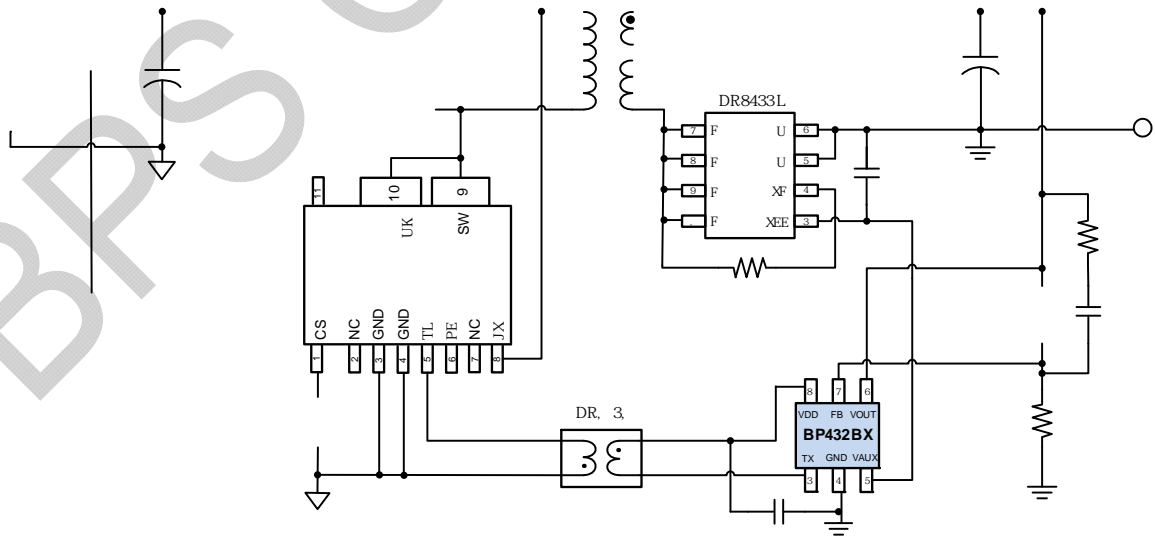 BPS
DR8433L
7 F U 6
8 F U 5
9 F XF 4
. F XEE 3
11
10
9
UK
SW
CS
NC
GND
GND
TL
PE
NC
JX
1
2
3
4
5
6
7
8
DR, 3,
8 7 6
VDD FB VOUT
BP432BX
TX GND VAUX
3 4 5